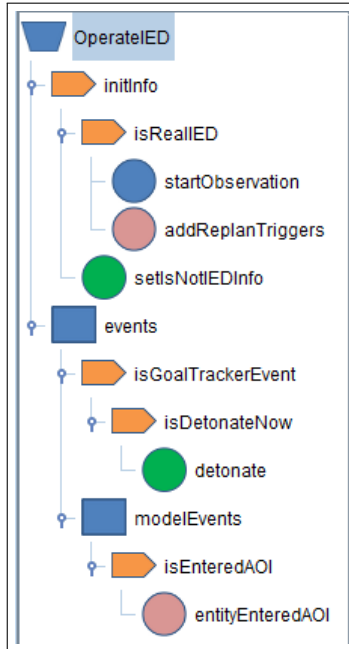 OperateIED
initInfo
isRealIED
startObservation
addReplanTriggers
setIsNotIEDInfo
events
isGoalTrackerEvent
isDetonateNow
detonate
modelEvents
isEnteredAOI
entityEnteredAOI